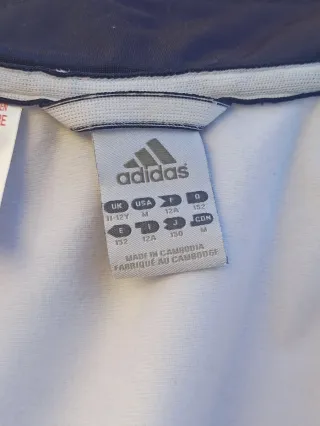 adidas
UK USA F D
11-12Y M 12A 152
E I J CDN
152 12A 150 M
MADE IN CAMBODIA
FABRIQUÉ AU CAMBODGE